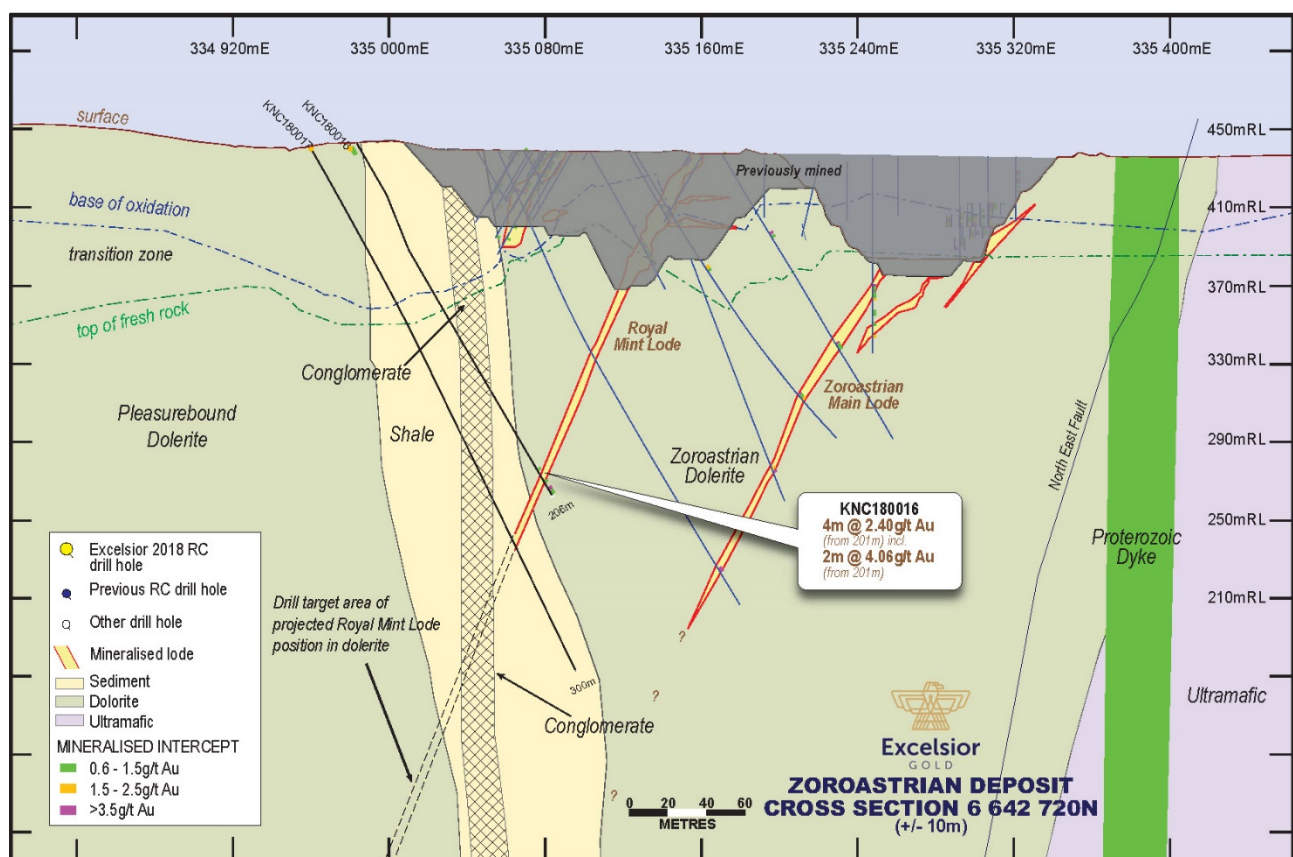 334 920mE
335 000mE
335 080mE
335 160mE
335 240mE
335 320mE
335 400mE
surface
KNC180017
KNC180016
450mRL
Previously mined
base of oxidation
410mRL
transition zone
370mRL
top of fresh rock
Royal
Mint Lode
330mRL
Conglomerate
Zoroastrian
Main Lode
Pleasurebound
Dolerite
Shale
290mRL
Zoroastrian
Dolerite
North East Fault
206m
KNC180016
4m @ 2.40g/t Au
(from 201m) incl.
2m @ 4.06g/t Au
(from 201m)
250mRL
Proterozoic
Dyke
210mRL
Excelsior 2018 RC
drill hole
Previous RC drill hole
Other drill hole
Mineralised lode
Sediment
Dolorite
Ultramafic
MINERALISED INTERCEPT
0.6 - 1.5g/t Au
1.5 - 2.5g/t Au
>3.5g/t Au
Drill target area of
projected Royal Mint Lode
position in dolerite
?
?
?
300m
Conglomerate
Ultramafic
Excelsior
GOLD
0 20 40 60
METRES
ZOROASTRIAN DEPOSIT
CROSS SECTION 6 642 720N
(+/- 10m)